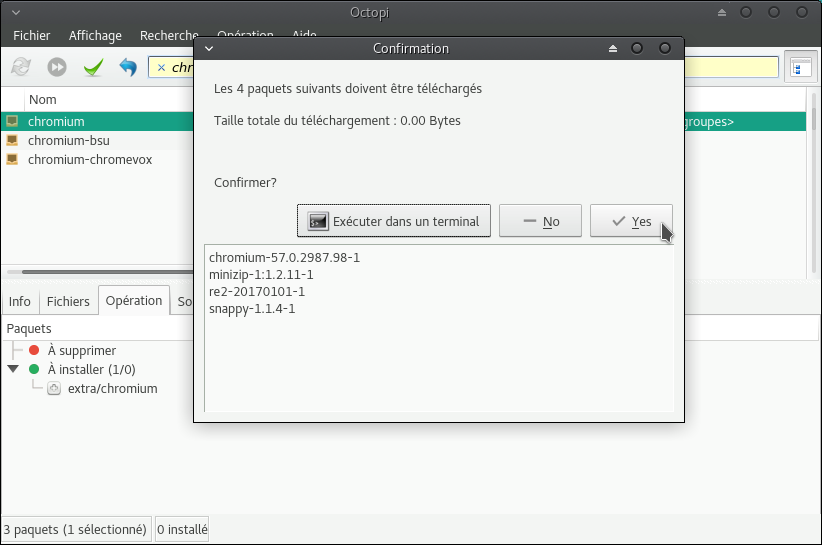 Octopi
Fichier Affichage Recherche Opération Aide
chr
Nom
chromium
groupes>
chromium-bsu
chromium-chromevox
Confirmation
Les 4 paquets suivants doivent être téléchargés
Taille totale du téléchargement : 0.00 Bytes
Confirmer?
Exécuter dans un terminal
No
Yes
chromium-57.0.2987.98-1
minizip-1:1.2.11-1
re2-20170101-1
snappy-1.1.4-1
Info Fichiers Opération So
Paquets
À supprimer
À installer (1/0)
extra/chromium
3 paquets (1 sélectionné) 0 installé